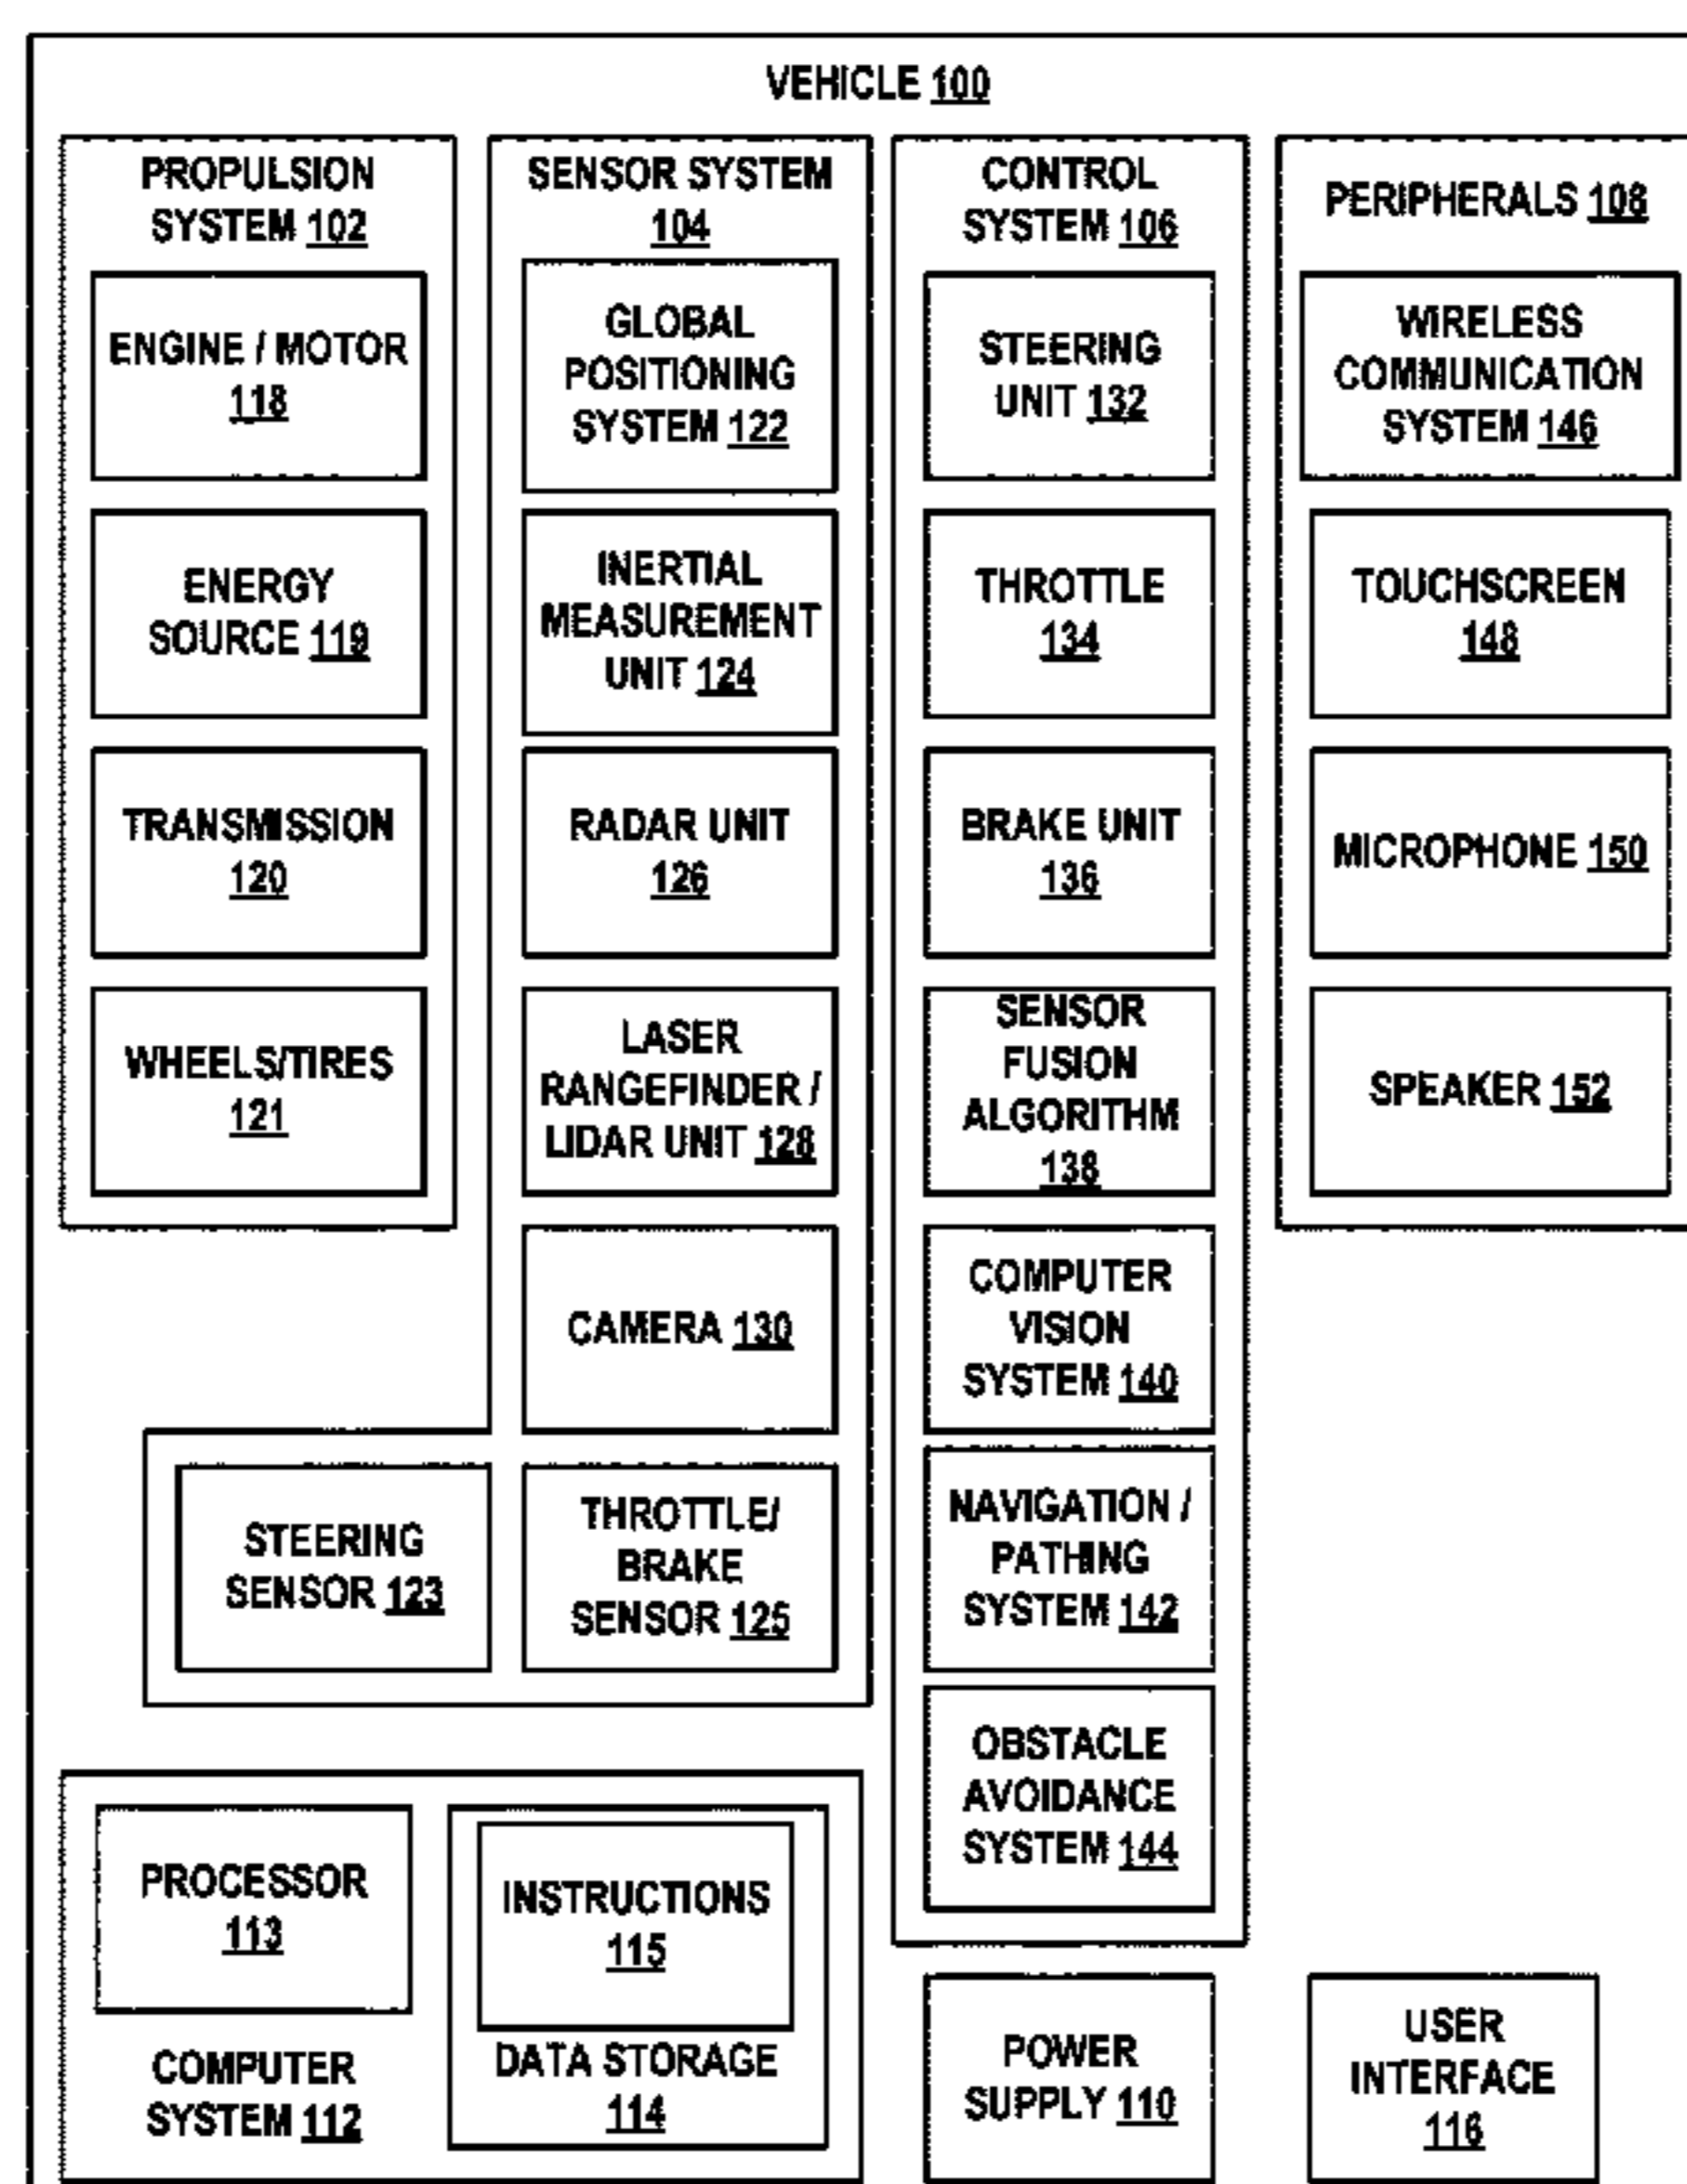 VEHICLE 100
PROPULSION
SYSTEM 102
ENGINE / MOTOR
118
ENERGY
SOURCE 119
TRANSMISSION
120
WHEELS/TIRES
121
SENSOR SYSTEM
104
GLOBAL
POSITIONING
SYSTEM 122
INERTIAL
MEASUREMENT
UNIT 124
RADAR UNIT
126
LASER
RANGEFINDER /
LIDAR UNIT 128
CAMERA 130
STEERING
SENSOR 123
THROTTLE/
BRAKE
SENSOR 125
CONTROL
SYSTEM 106
STEERING
UNIT 132
THROTTLE
134
BRAKE UNIT
136
SENSOR
FUSION
ALGORITHM
138
COMPUTER
VISION
SYSTEM 140
NAVIGATION /
PATHING
SYSTEM 142
OBSTACLE
AVOIDANCE
SYSTEM 144
PERIPHERALS 108
WIRELESS
COMMUNICATION
SYSTEM 146
TOUCHSCREEN
148
MICROPHONE 150
SPEAKER 152
PROCESSOR
113
COMPUTER
SYSTEM 112
INSTRUCTIONS
115
DATA STORAGE
114
POWER
SUPPLY 110
USER
INTERFACE
116